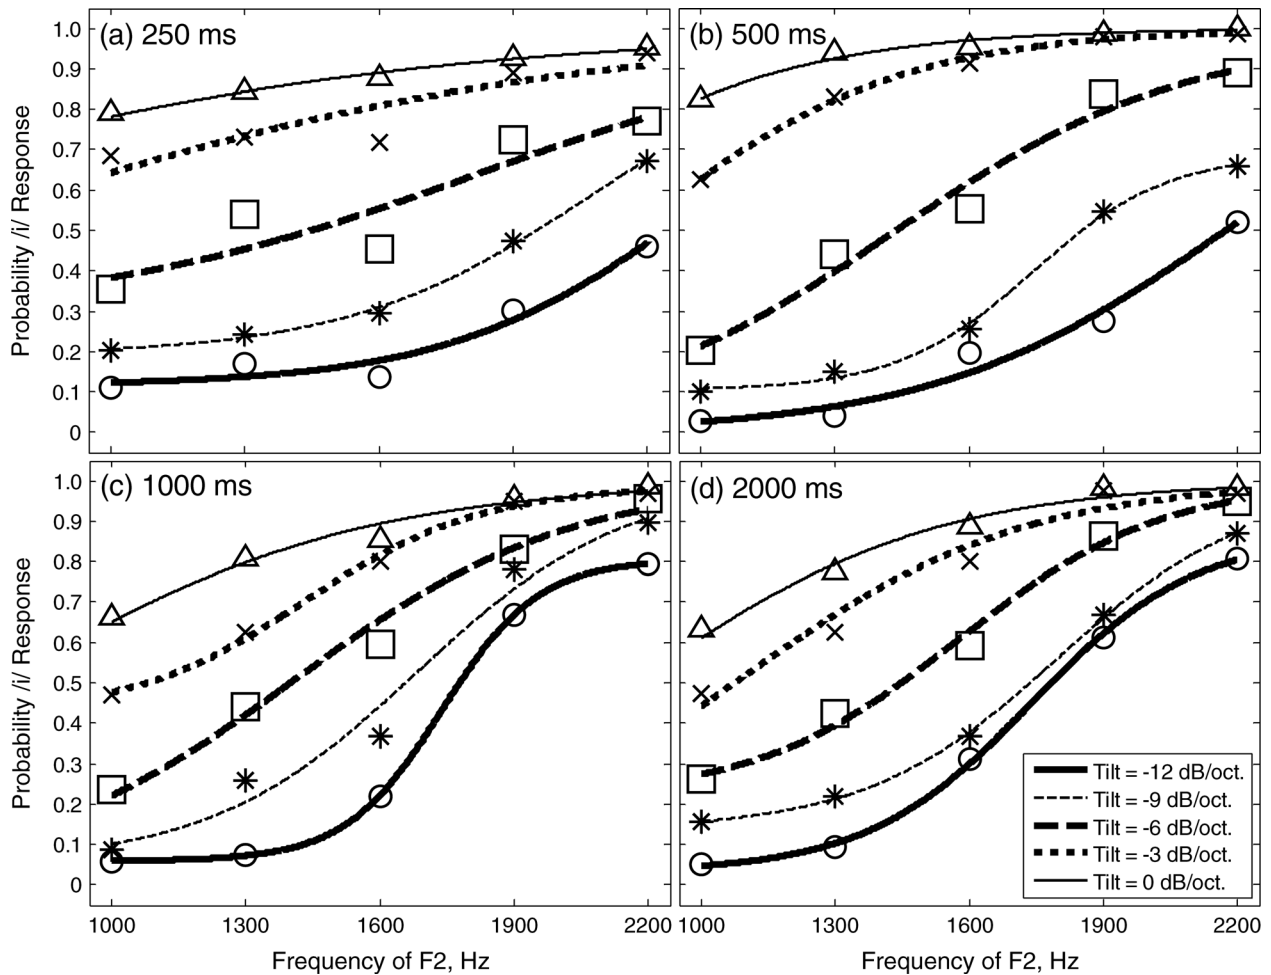 (a) 250 ms
(b) 500 ms
1.0
0.9
0.8
0.7
0.6
0.5
0.4
0.3
0.2
0.1
0
Probability /i/ Response
(c) 1000 ms
(d) 2000 ms
1.0
0.9
0.8
0.7
0.6
0.5
0.4
0.3
0.2
0.1
0
Probability /i/ Response
Tilt = -12 dB/oct.
Tilt = -9 dB/oct.
Tilt = -6 dB/oct.
Tilt = -3 dB/oct.
Tilt = 0 dB/oct.
1000 1300 1600 1900 2200
1000 1300 1600 1900 2200
Frequency of F2, Hz
Frequency of F2, Hz